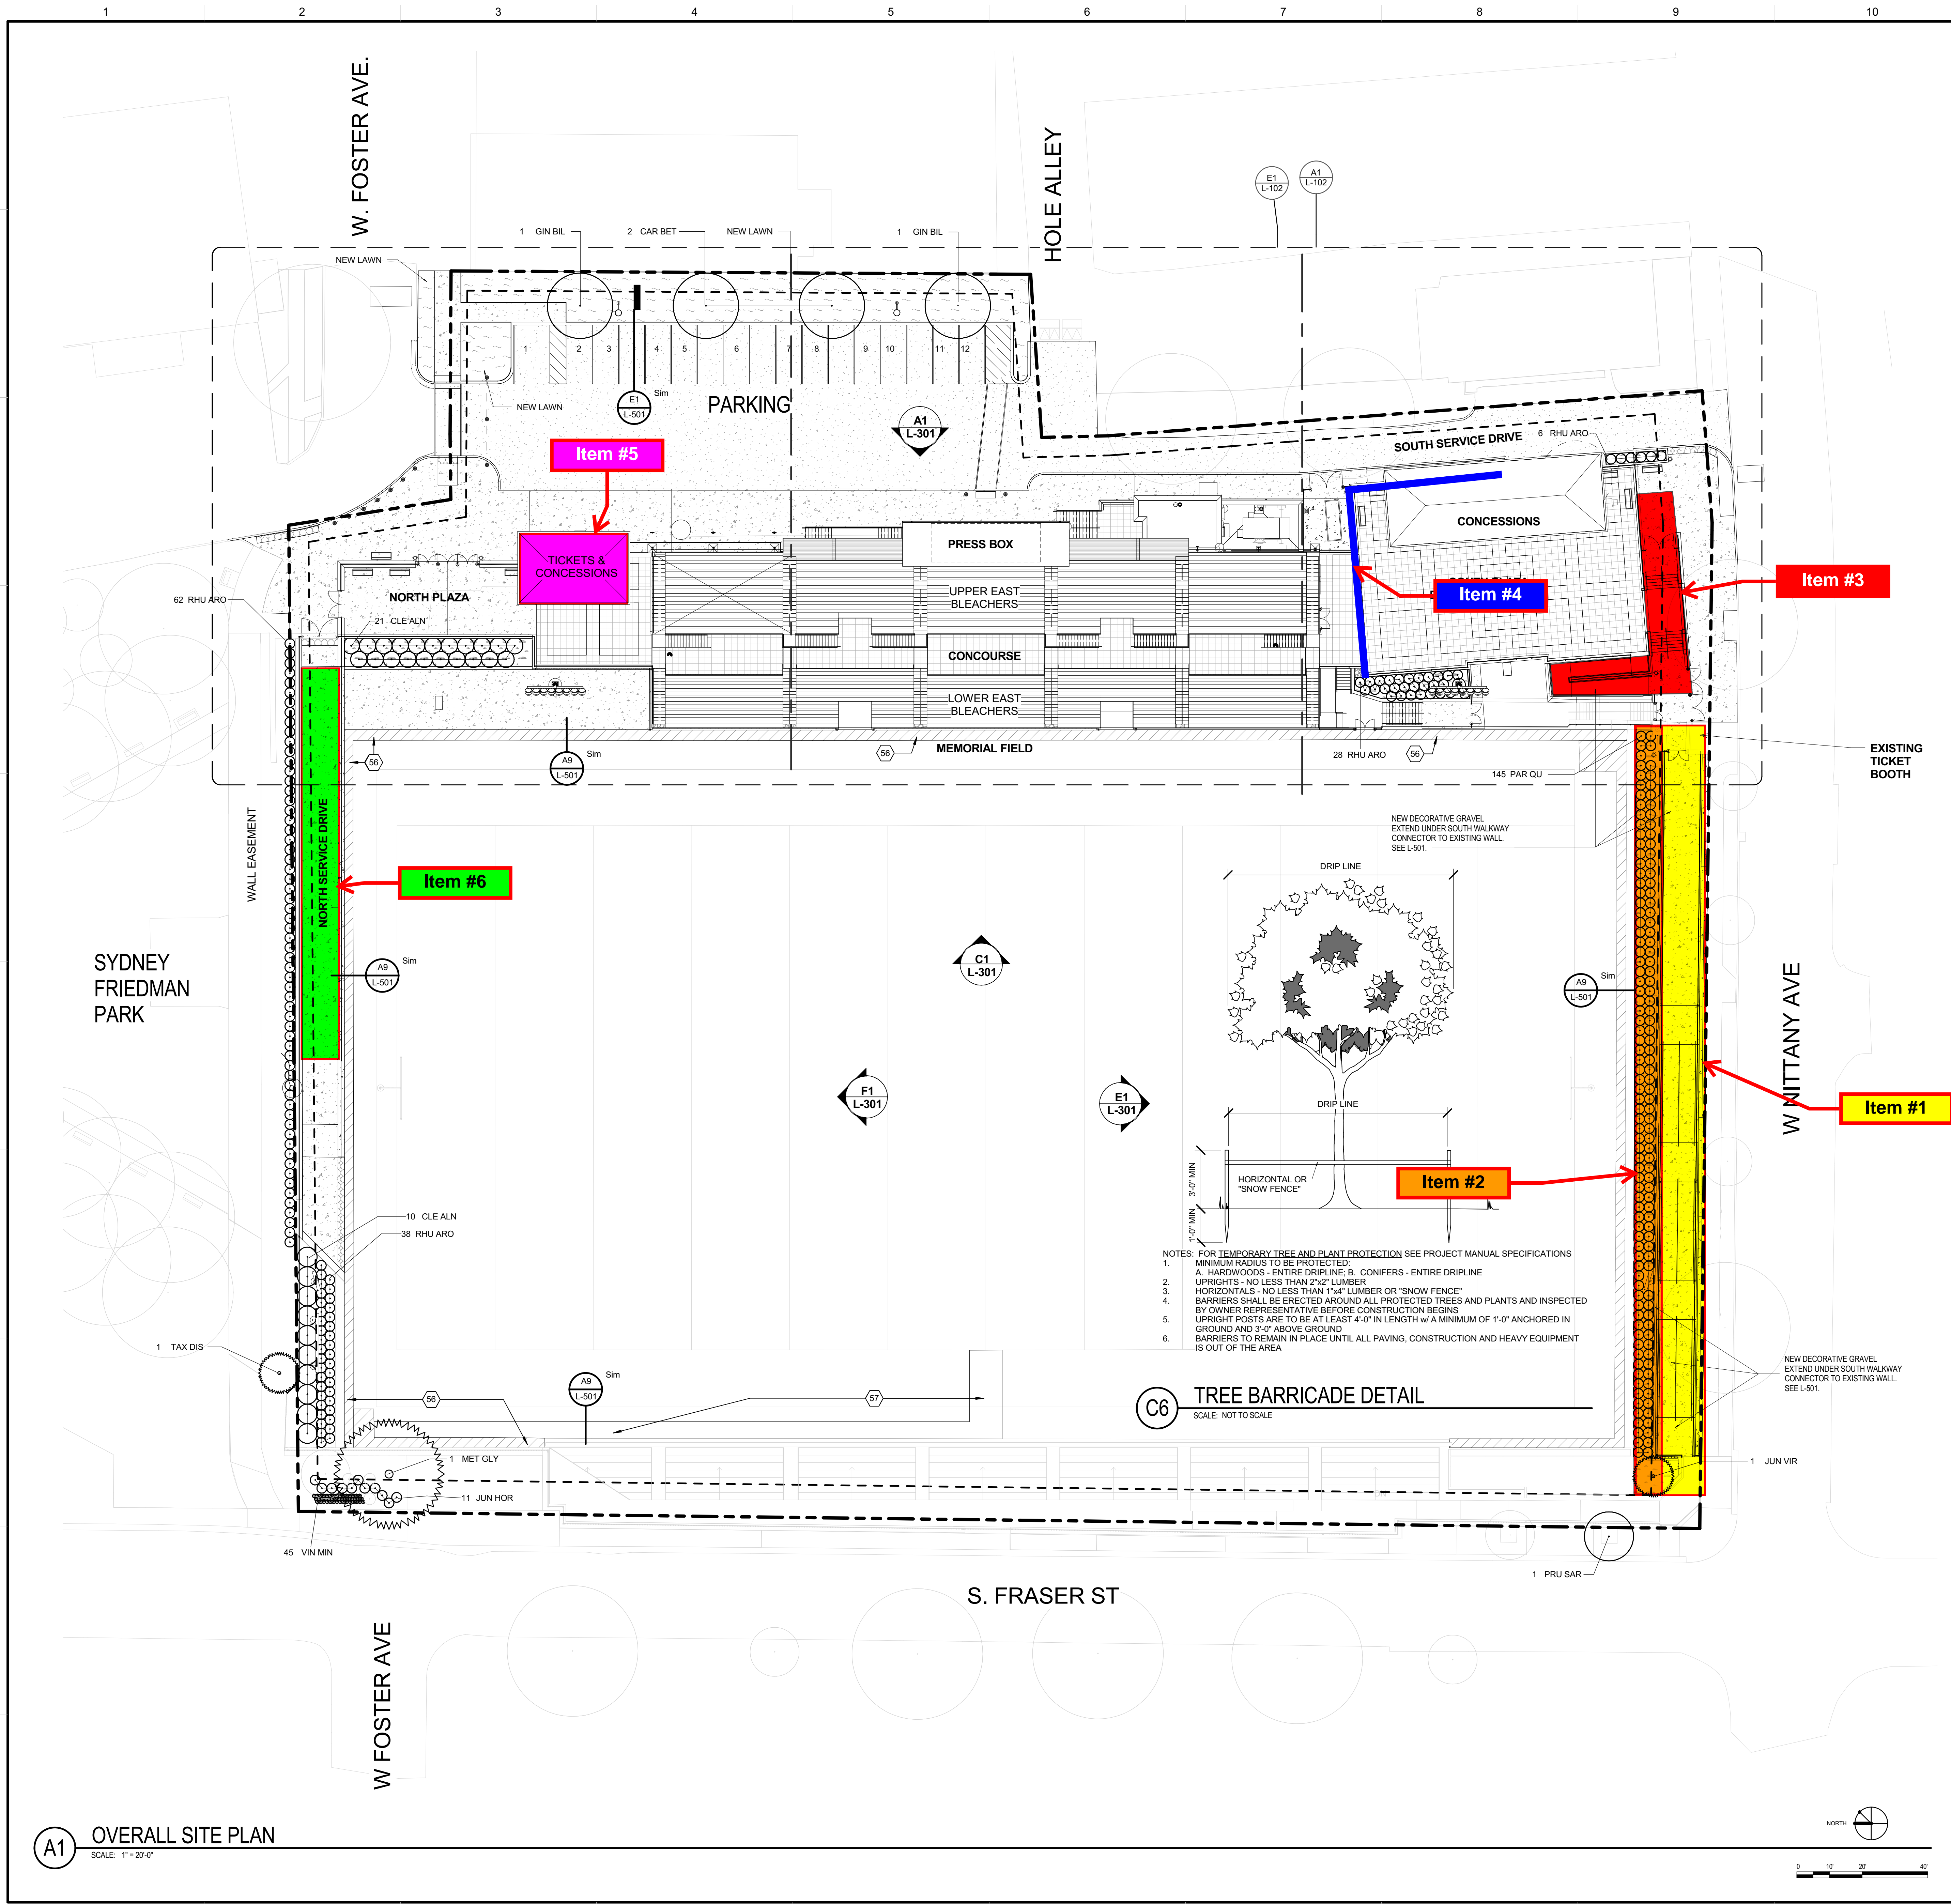 1 2 3 4 5 6 7 8 9 10
W. FOSTER AVE.
HOLE ALLEY
E1
L-102
A1
L-102
1 GIN BIL
2 CAR BET
NEW LAWN
1 GIN BIL
NEW LAWN
1 2 3 4 5 6 7 8 9 10 11 12
NEW LAWN
E1
L-501
Sim
PARKING
A1
L-301
SOUTH SERVICE DRIVE
6 RHU ARO
Item #5
CONCESSIONS
PRESS BOX
TICKETS &
CONCESSIONS
UPPER EAST
BLEACHERS
Item #4
Item #3
62 RHU ARO
NORTH PLAZA
21 CLE ALN
CONCOURSE
LOWER EAST
BLEACHERS
MEMORIAL FIELD
56
A9
L-501
Sim
56
28 RHU ARO
56
145 PAR QU
EXISTING
TICKET
BOOTH
WALL EASEMENT
NORTH SERVICE DRIVE
Item #6
NEW DECORATIVE GRAVEL
EXTEND UNDER SOUTH WALKWAY
CONNECTOR TO EXISTING WALL.
SEE L-501.
DRIP LINE
SYDNEY
FRIEDMAN
PARK
A9
L-501
Sim
C1
L-301
A9
L-501
Sim
W NITTANY AVE
F1
L-301
E1
L-301
DRIP LINE
Item #1
3'-0" MIN
1'-0" MIN
HORIZONTAL OR
"SNOW FENCE"
Item #2
10 CLE ALN
38 RHU ARO
NOTES: FOR TEMPORARY TREE AND PLANT PROTECTION SEE PROJECT MANUAL SPECIFICATIONS
1. MINIMUM RADIUS TO BE PROTECTED:
A. HARDWOODS - ENTIRE DRIPLINE; B. CONIFERS - ENTIRE DRIPLINE
2. UPRIGHTS - NO LESS THAN 2"x2" LUMBER
3. HORIZONTALS - NO LESS THAN 1"x4" LUMBER OR "SNOW FENCE"
4. BARRIERS SHALL BE ERECTED AROUND ALL PROTECTED TREES AND PLANTS AND INSPECTED
BY OWNER REPRESENTATIVE BEFORE CONSTRUCTION BEGINS
5. UPRIGHT POSTS ARE TO BE AT LEAST 4'-0" IN LENGTH w/ A MINIMUM OF 1'-0" ANCHORED IN
GROUND AND 3'-0" ABOVE GROUND
6. BARRIERS TO REMAIN IN PLACE UNTIL ALL PAVING, CONSTRUCTION AND HEAVY EQUIPMENT
IS OUT OF THE AREA
1 TAX DIS
56
A9
L-501
Sim
57
C6
TREE BARRICADE DETAIL
SCALE: NOT TO SCALE
NEW DECORATIVE GRAVEL
EXTEND UNDER SOUTH WALKWAY
CONNECTOR TO EXISTING WALL.
SEE L-501.
1 MET GLY
11 JUN HOR
1 JUN VIR
45 VIN MIN
1 PRU SAR
S. FRASER ST
W FOSTER AVE
A1
OVERALL SITE PLAN
SCALE: 1" = 20'-0"
NORTH
0 10' 20' 40'